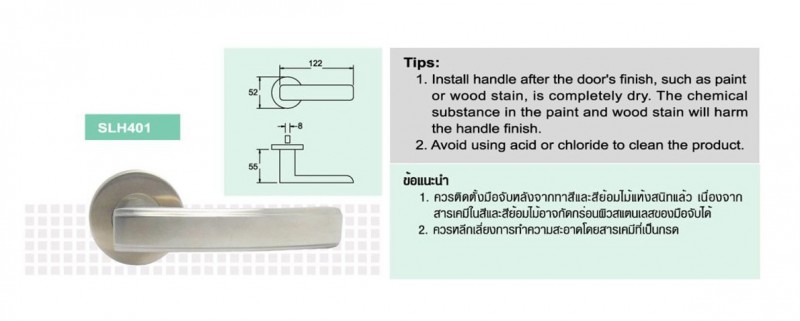 SLH401
122
52
8
55
Tips:
1. Install handle after the door's finish, such as paint
or wood stain, is completely dry. The chemical
substance in the paint and wood stain will harm
the handle finish.
2. Avoid using acid or chloride to clean the product.
ข้อแนะนำ
1. ควรติดตั้งมือจับหลังจากทาสีและสีย้อมไม้แห้งสนิทแล้ว เนื่องจาก
สารเคมีในสีและสีย้อมไม้อาจกัดกร่อนผิวสแตนเลสของมือจับได้
2. ควรหลีกเลี่ยงการทำความสะอาดโดยสารเคมีที่เป็นกรด